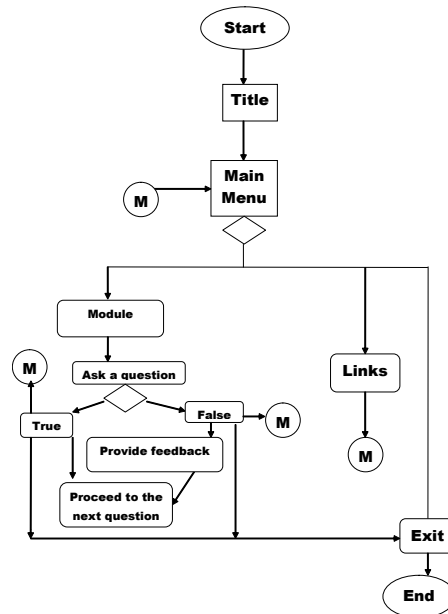 Start
Title
Main
Menu
M
Module
M
Ask a question
Links
True
False
M
M
Provide feedback
Proceed to the
next question
Exit
End